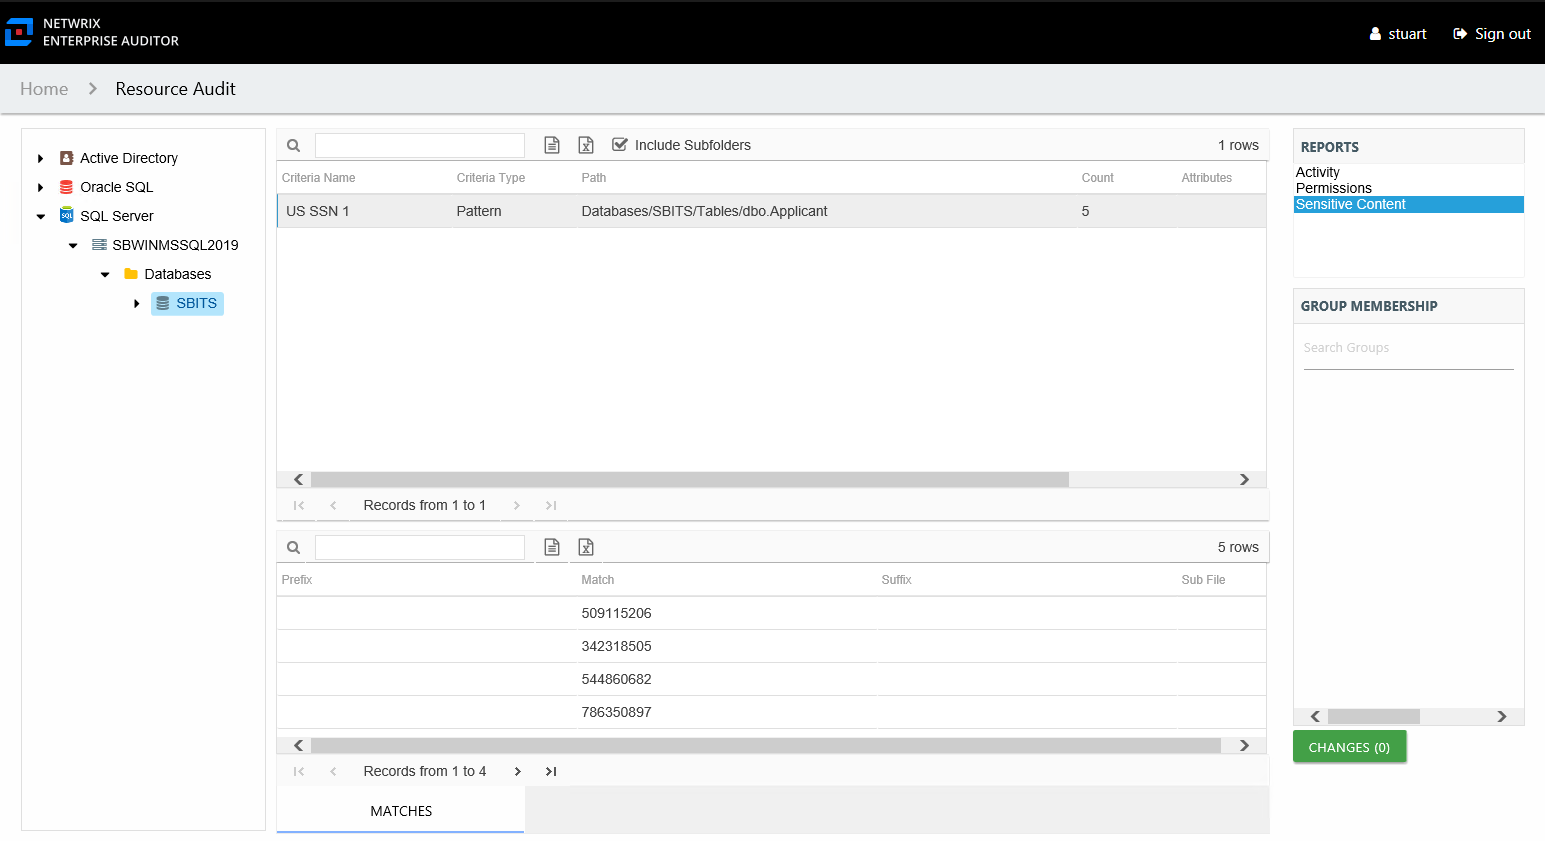 NETWRIX
ENTERPRISE AUDITOR
stuart
Sign out
Home
Resource Audit
Active Directory
Oracle SQL
SQL Server
SBWINMSSQL2019
Databases
SBITS
Include Subfolders
1 rows
Criteria Name
Criteria Type
Path
Count
Attributes
US SSN 1
Pattern
Databases/SBITS/Tables/dbo.Applicant
5
Records from 1 to 1
5 rows
Prefix
Match
Suffix
Sub File
509115206
342318505
544860682
786350897
Records from 1 to 4
MATCHES
REPORTS
Activity
Permissions
Sensitive Content
GROUP MEMBERSHIP
Search Groups
CHANGES (0)